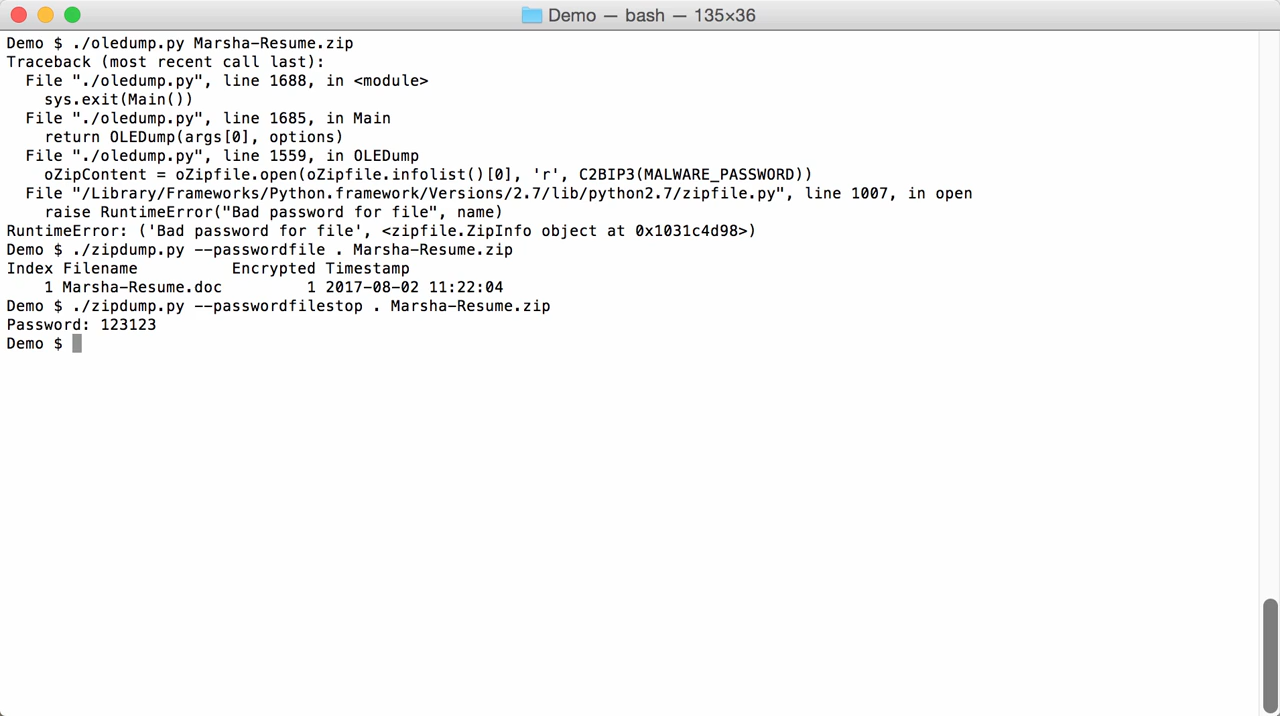 Demo — bash — 135×36
Demo $ ./oledump.py Marsha-Resume.zip
Traceback (most recent call last):
  File "./oledump.py", line 1688, in <module>
    sys.exit(Main())
  File "./oledump.py", line 1685, in Main
    return OLEDump(args[0], options)
  File "./oledump.py", line 1559, in OLEDump
    oZipContent = oZipfile.open(oZipfile.infolist()[0], 'r', C2BIP3(MALWARE_PASSWORD))
  File "/Library/Frameworks/Python.framework/Versions/2.7/lib/python2.7/zipfile.py", line 1007, in open
    raise RuntimeError("Bad password for file", name)
RuntimeError: ('Bad password for file', <zipfile.ZipInfo object at 0x1031c4d98>)
Demo $ ./zipdump.py --passwordfile . Marsha-Resume.zip
Index Filename          Encrypted Timestamp
    1 Marsha-Resume.doc         1 2017-08-02 11:22:04
Demo $ ./zipdump.py --passwordfilestop . Marsha-Resume.zip
Password: 123123
Demo $